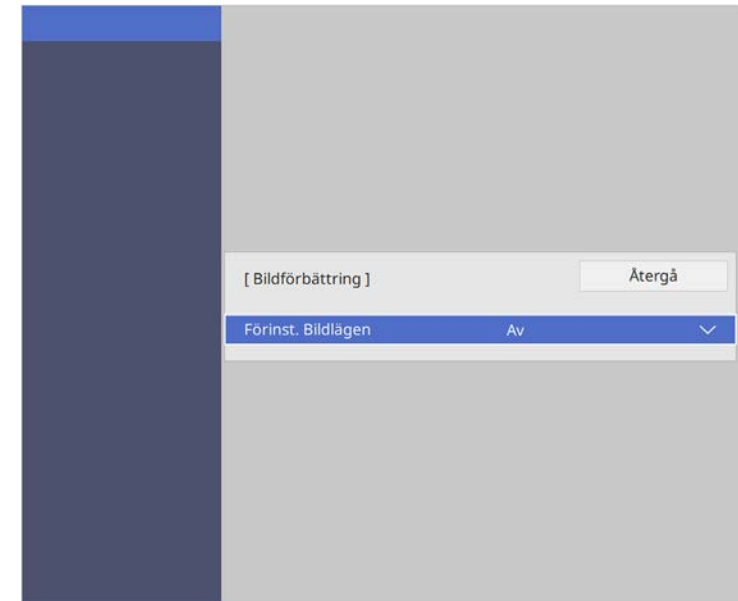 [ Bildförbättring ]
Återgå
Förinst. Bildlägen Av